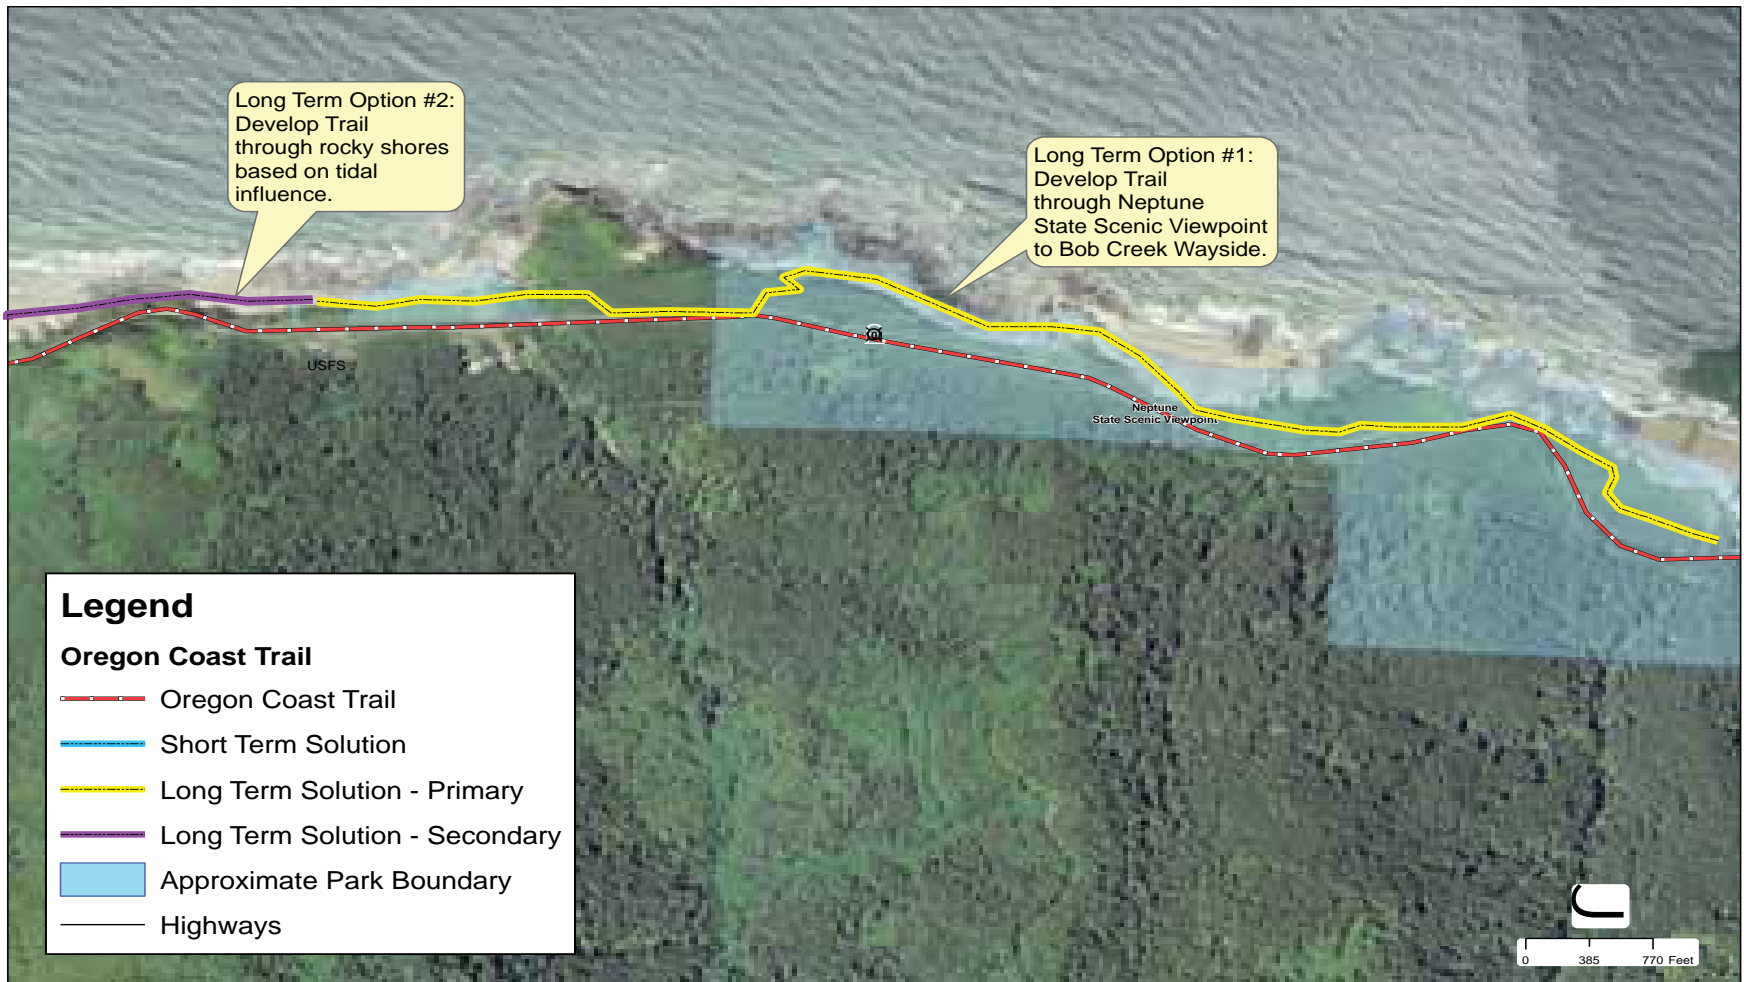 Long Term Option #2:
Develop Trail
through rocky shores
based on tidal
influence.
Long Term Option #1:
Develop Trail
through Neptune
State Scenic Viewpoint
to Bob Creek Wayside.
USFS
Neptune
State Scenic Viewpoint
Legend
Oregon Coast Trail
Oregon Coast Trail
Short Term Solution
Long Term Solution - Primary
Long Term Solution - Secondary
Approximate Park Boundary
Highways
0 385 770 Feet